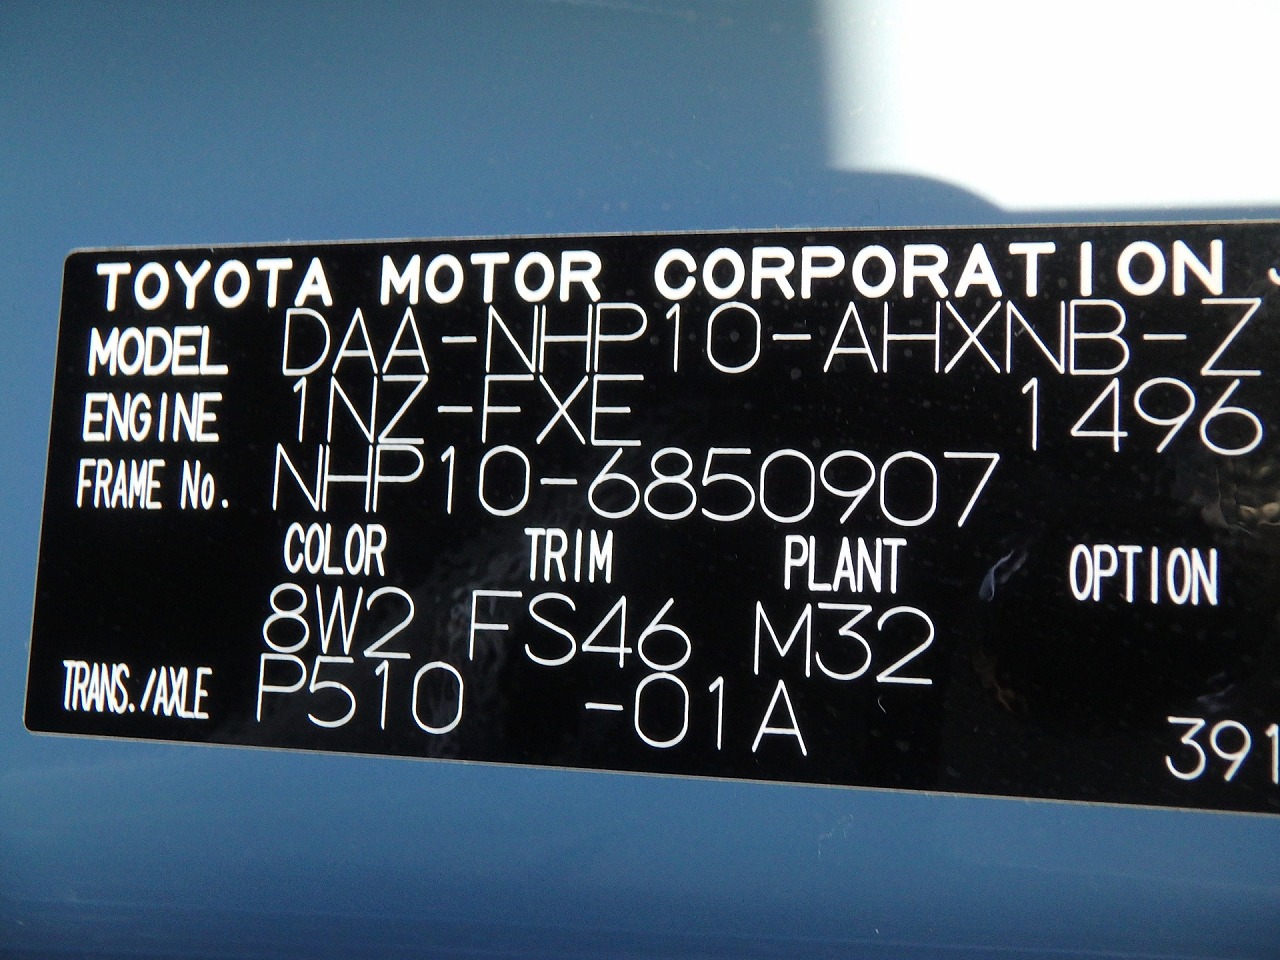 TOYOTA MOTOR CORPORATION
MODEL DAA-NHP10-AHXNB-Z
ENGINE 1NZ-FXE 1496
FRAME No. NHP10-6850907
COLOR TRIM PLANT OPTION
8W2 FS46 M32
TRANS./AXLE P510 -01A
391